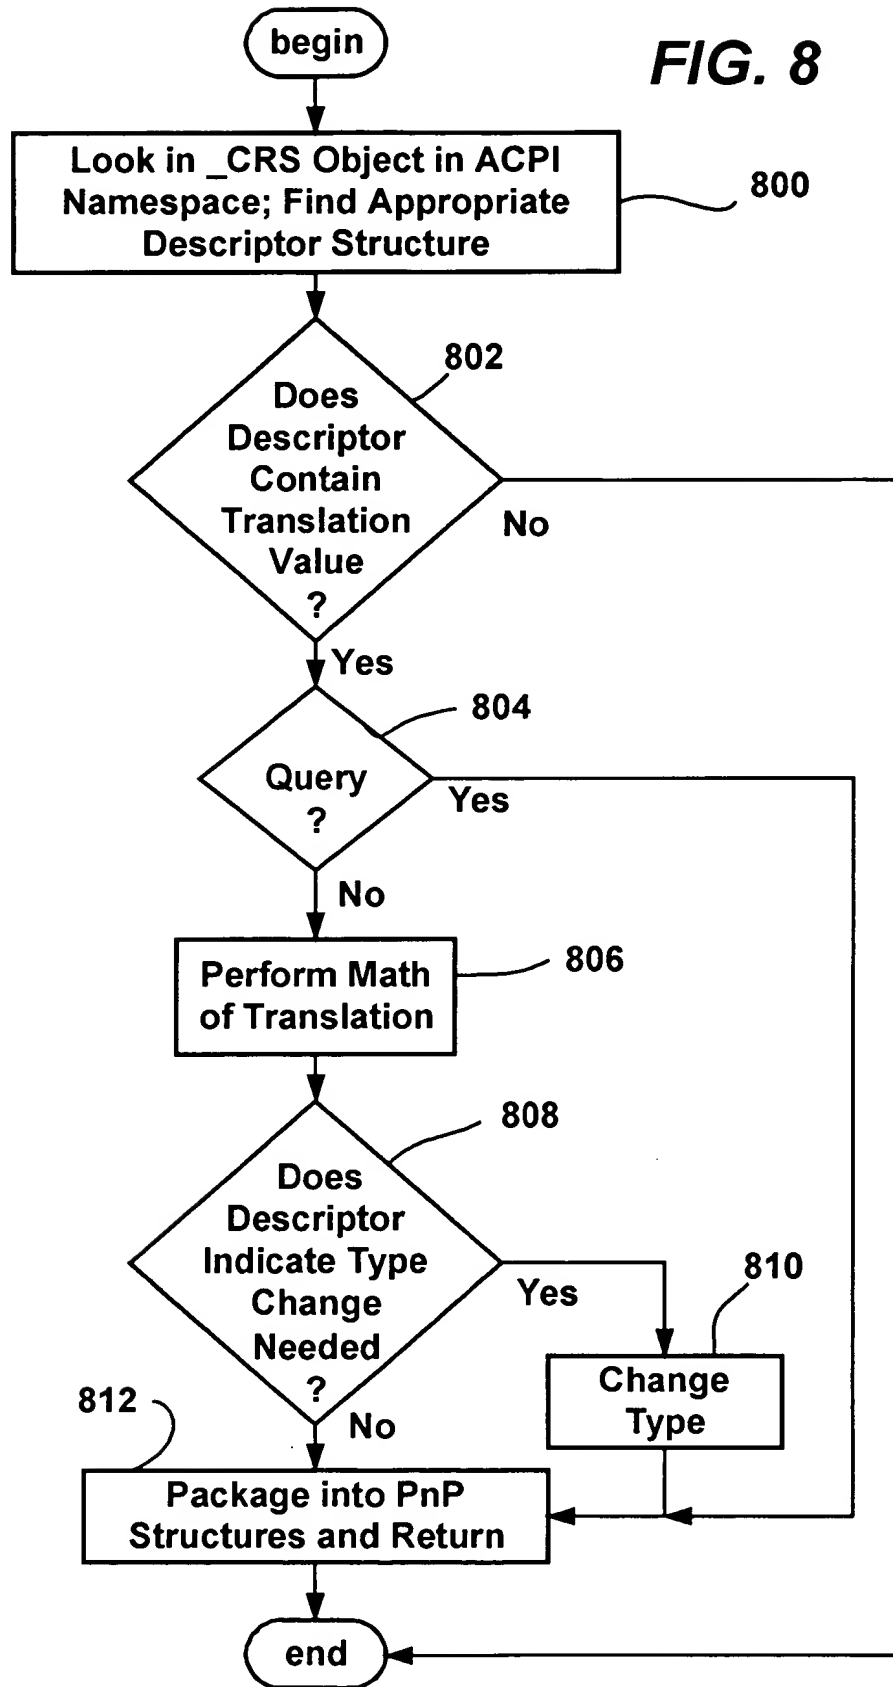 begin
FIG. 8
Look in _CRS Object in ACPI
Namespace; Find Appropriate
Descriptor Structure
800
802
Does
Descriptor
Contain
Translation
Value
?
No
Yes
804
Query
?
Yes
No
806
Perform Math
of Translation
808
Does
Descriptor
Indicate Type
Change
Needed
?
Yes
810
Change
Type
812
No
Package into PnP
Structures and Return
end